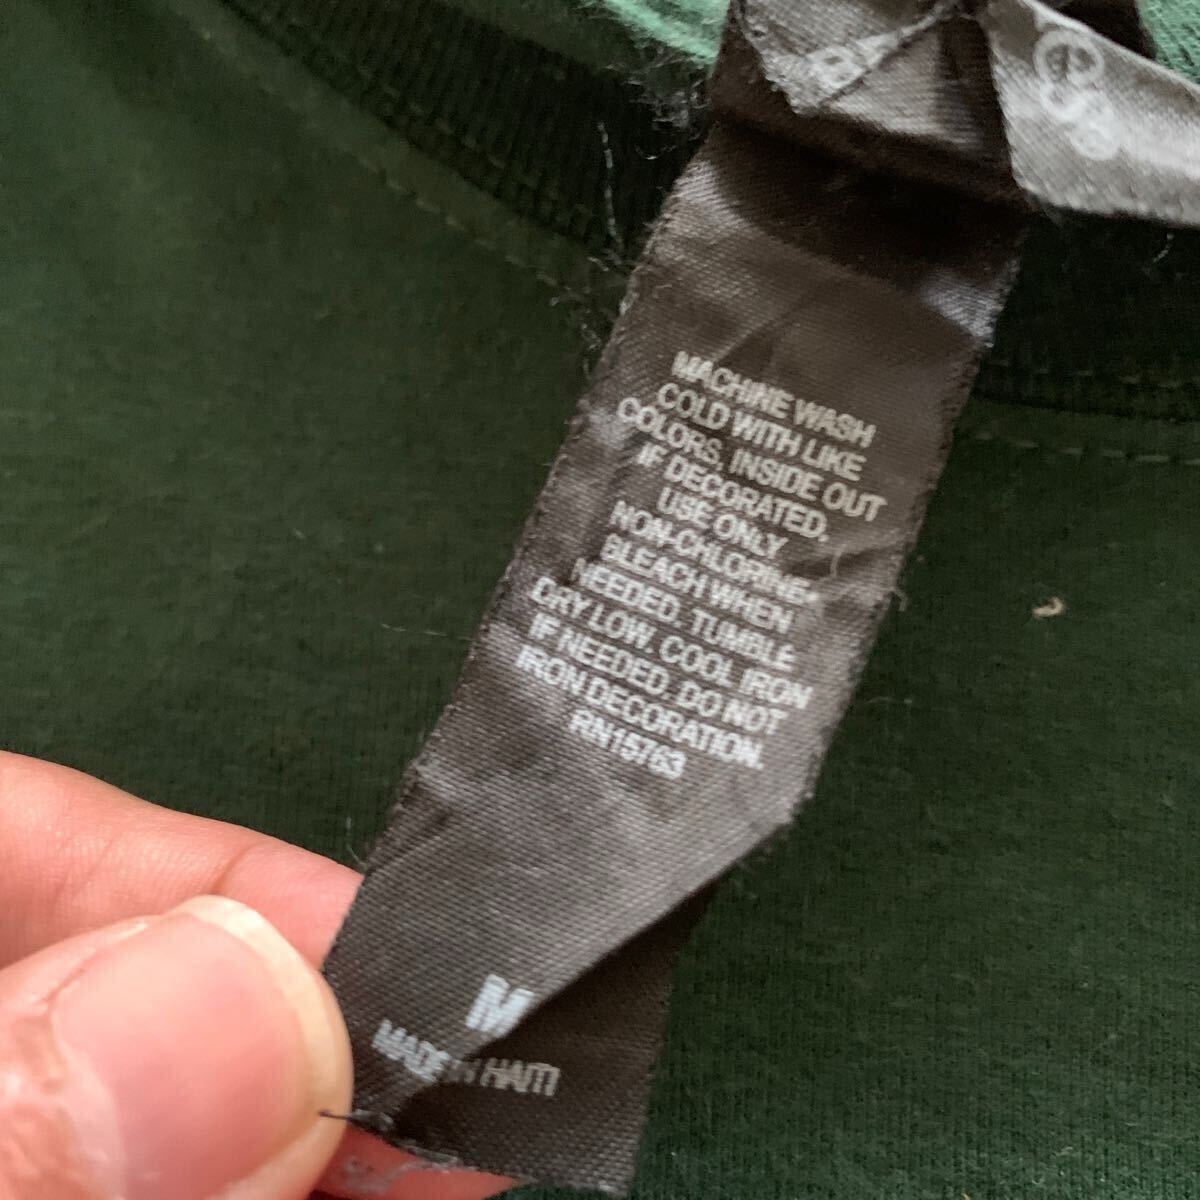 MACHINE WASH
COLD WITH LIKE
COLORS, INSIDE OUT
IF DECORATED.
USE ONLY
NON-CHLORINE
BLEACH WHEN
NEEDED. TUMBLE
DRY LOW. COOL IRON
IF NEEDED. DO NOT
IRON DECORATION.
RN15763
M
MADE IN HAITI